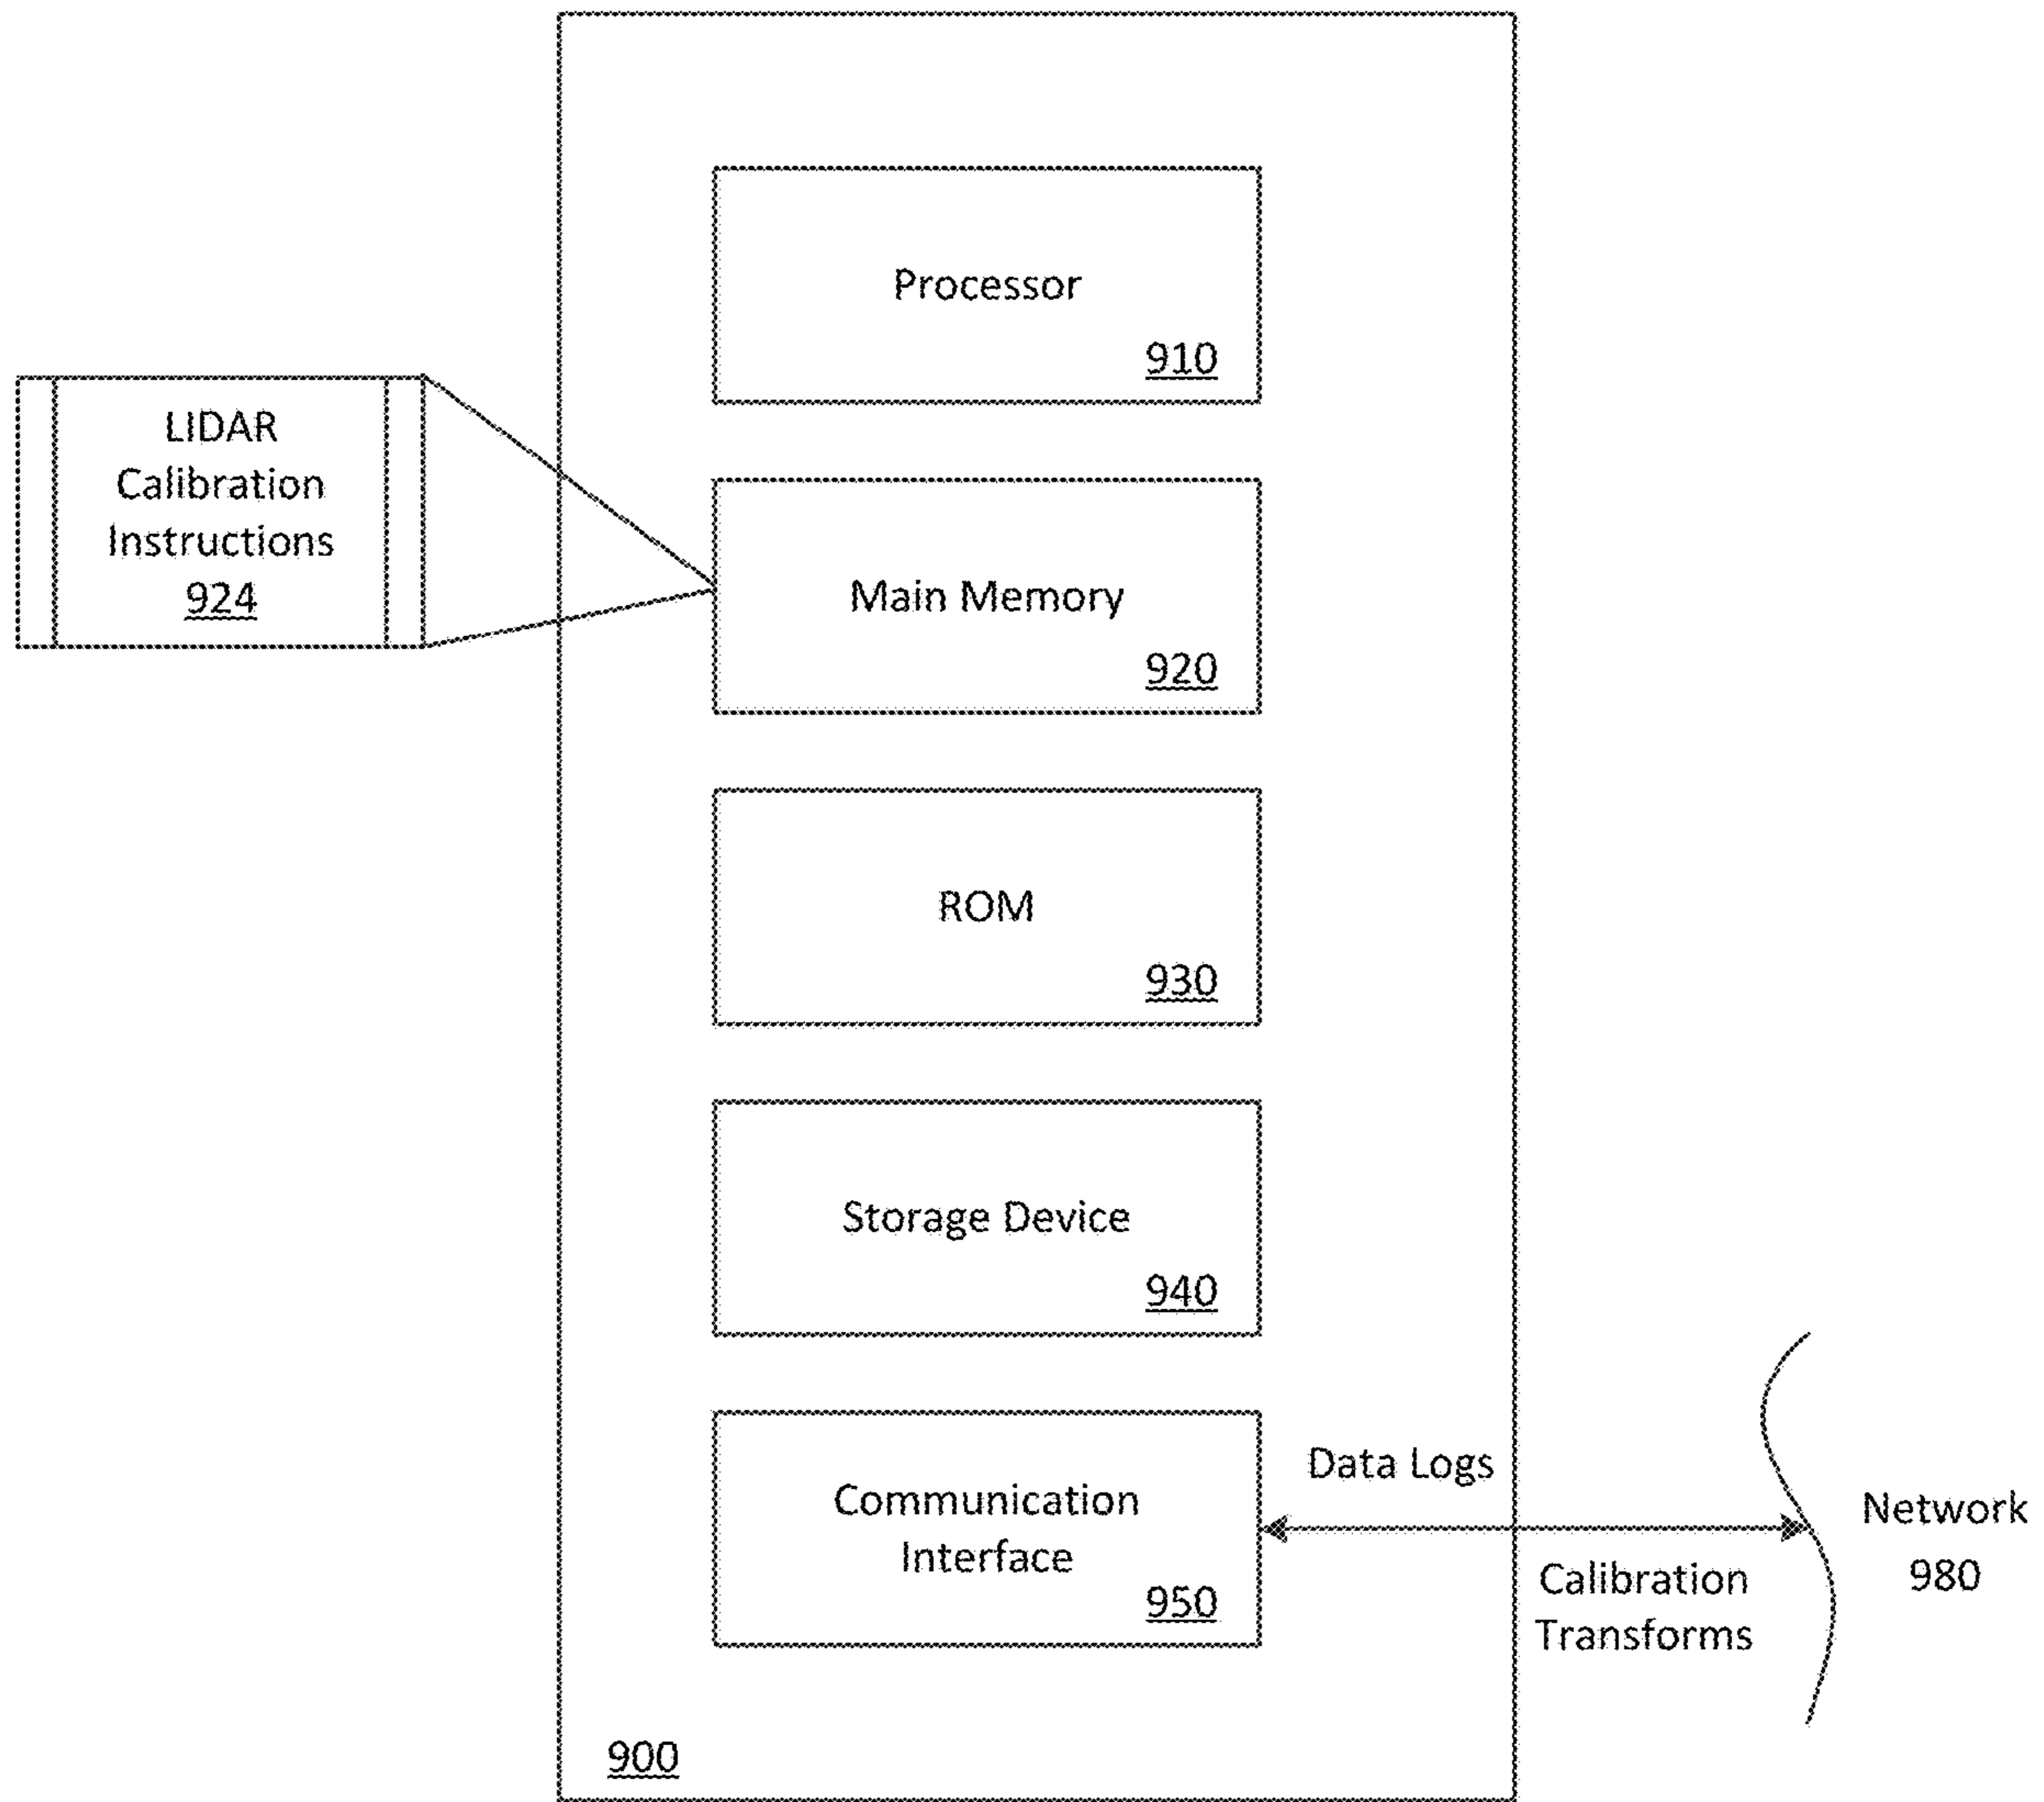 Processor
910
LIDAR
Calibration
Instructions
924
Main Memory
920
ROM
930
Storage Device
940
Communication
Interface
950
Data Logs
Calibration
Transforms
Network
980
900